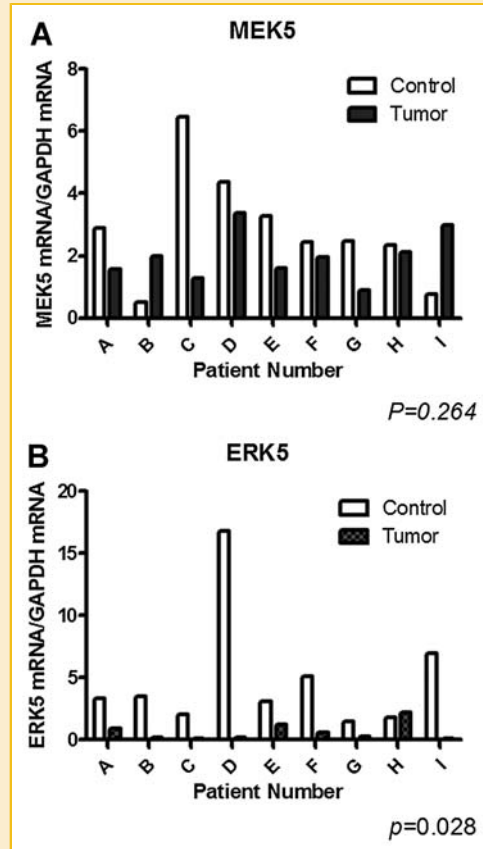 A
MEK5
MEK5 mRNA/GAPDH mRNA
8
6
4
2
0
Control
Tumor
A B C D E F G H I
Patient Number
P=0.264
B
ERK5
ERK5 mRNA/GAPDH mRNA
20
15
10
5
0
Control
Tumor
A B C D E F G H I
Patient Number
p=0.028